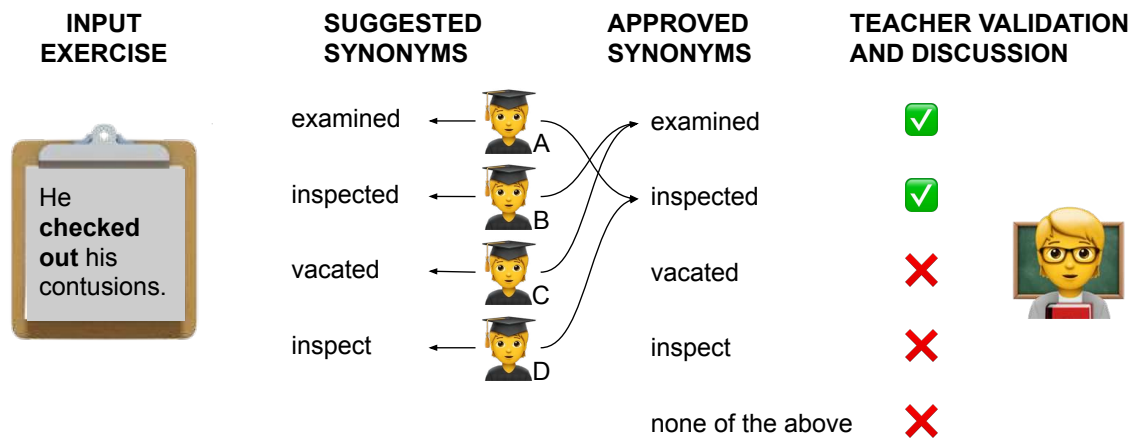 INPUT
EXERCISE
SUGGESTED
SYNONYMS
APPROVED
SYNONYMS
TEACHER VALIDATION
AND DISCUSSION
He
checked
out his
contusions.
examined
A
examined
inspected
B
inspected
vacated
C
vacated
inspect
D
inspect
none of the above